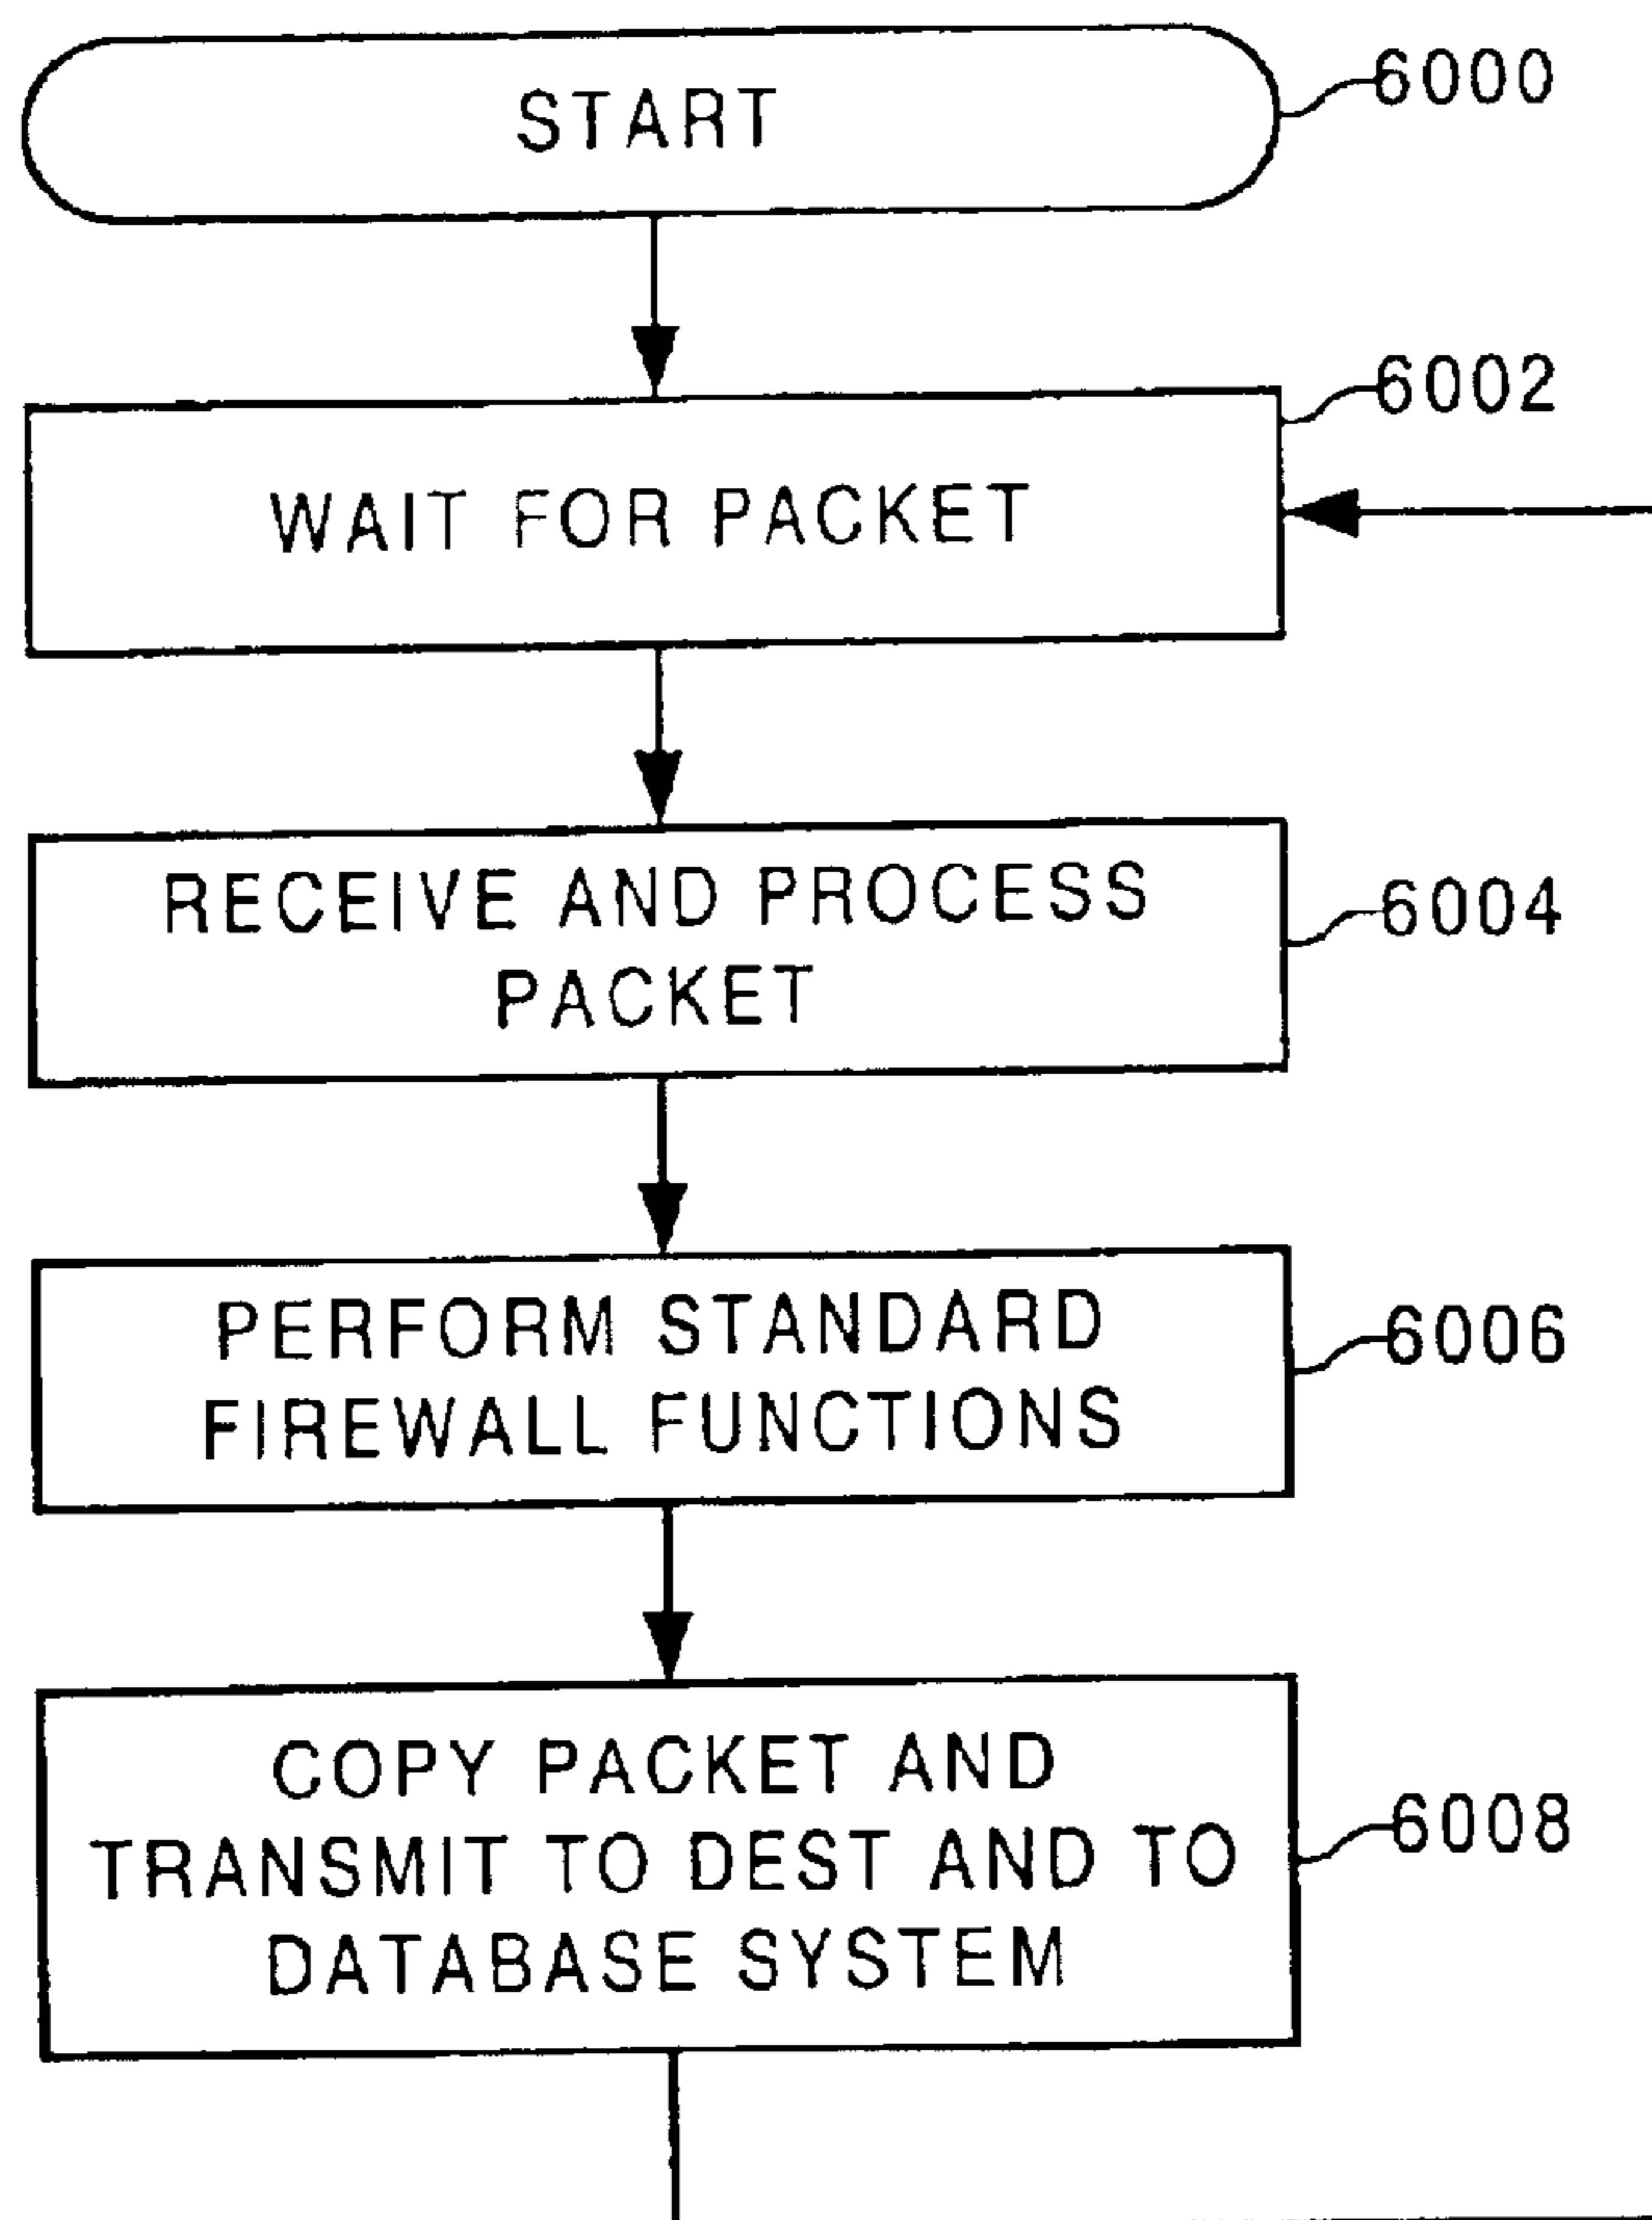 START
6000
6002
WAIT FOR PACKET
RECEIVE AND PROCESS
PACKET
6004
PERFORM STANDARD
FIREWALL FUNCTIONS
6006
COPY PACKET AND
TRANSMIT TO DEST AND TO
DATABASE SYSTEM
6008